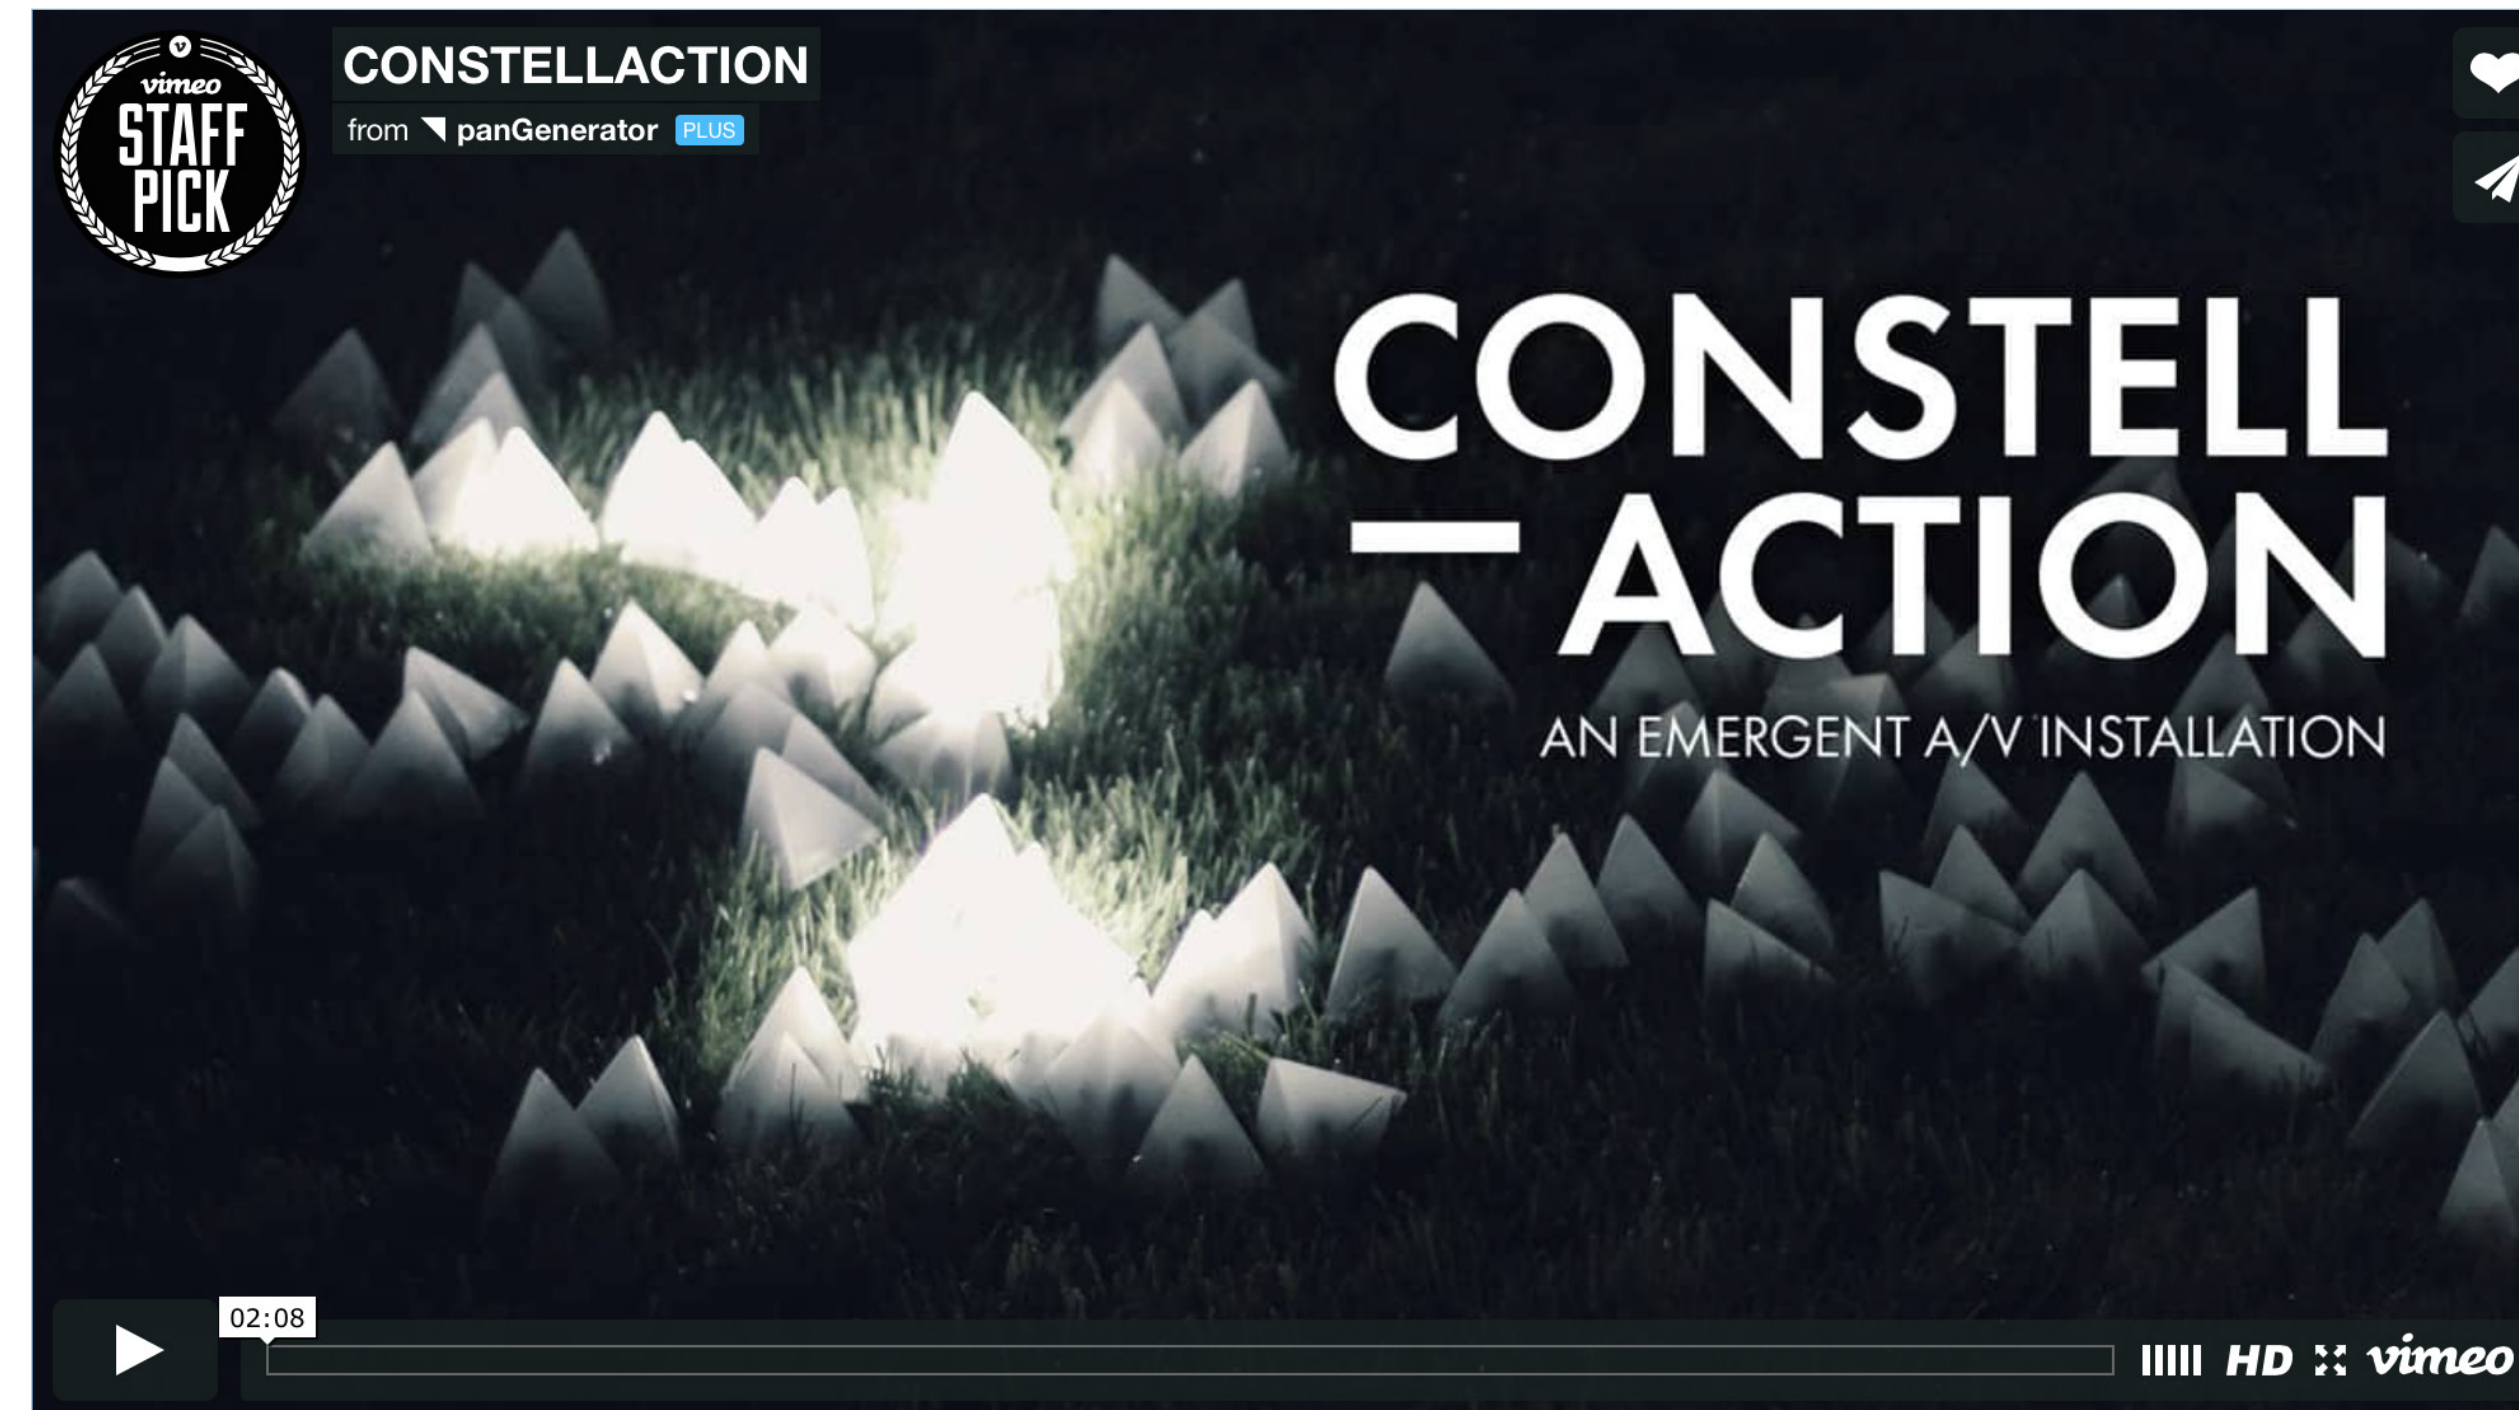 vimeo
STAFF
PICK
CONSTELLACTION
from panGenerator PLUS
CONSTELL
— ACTION
AN EMERGENT A/V INSTALLATION
02:08
HD vimeo